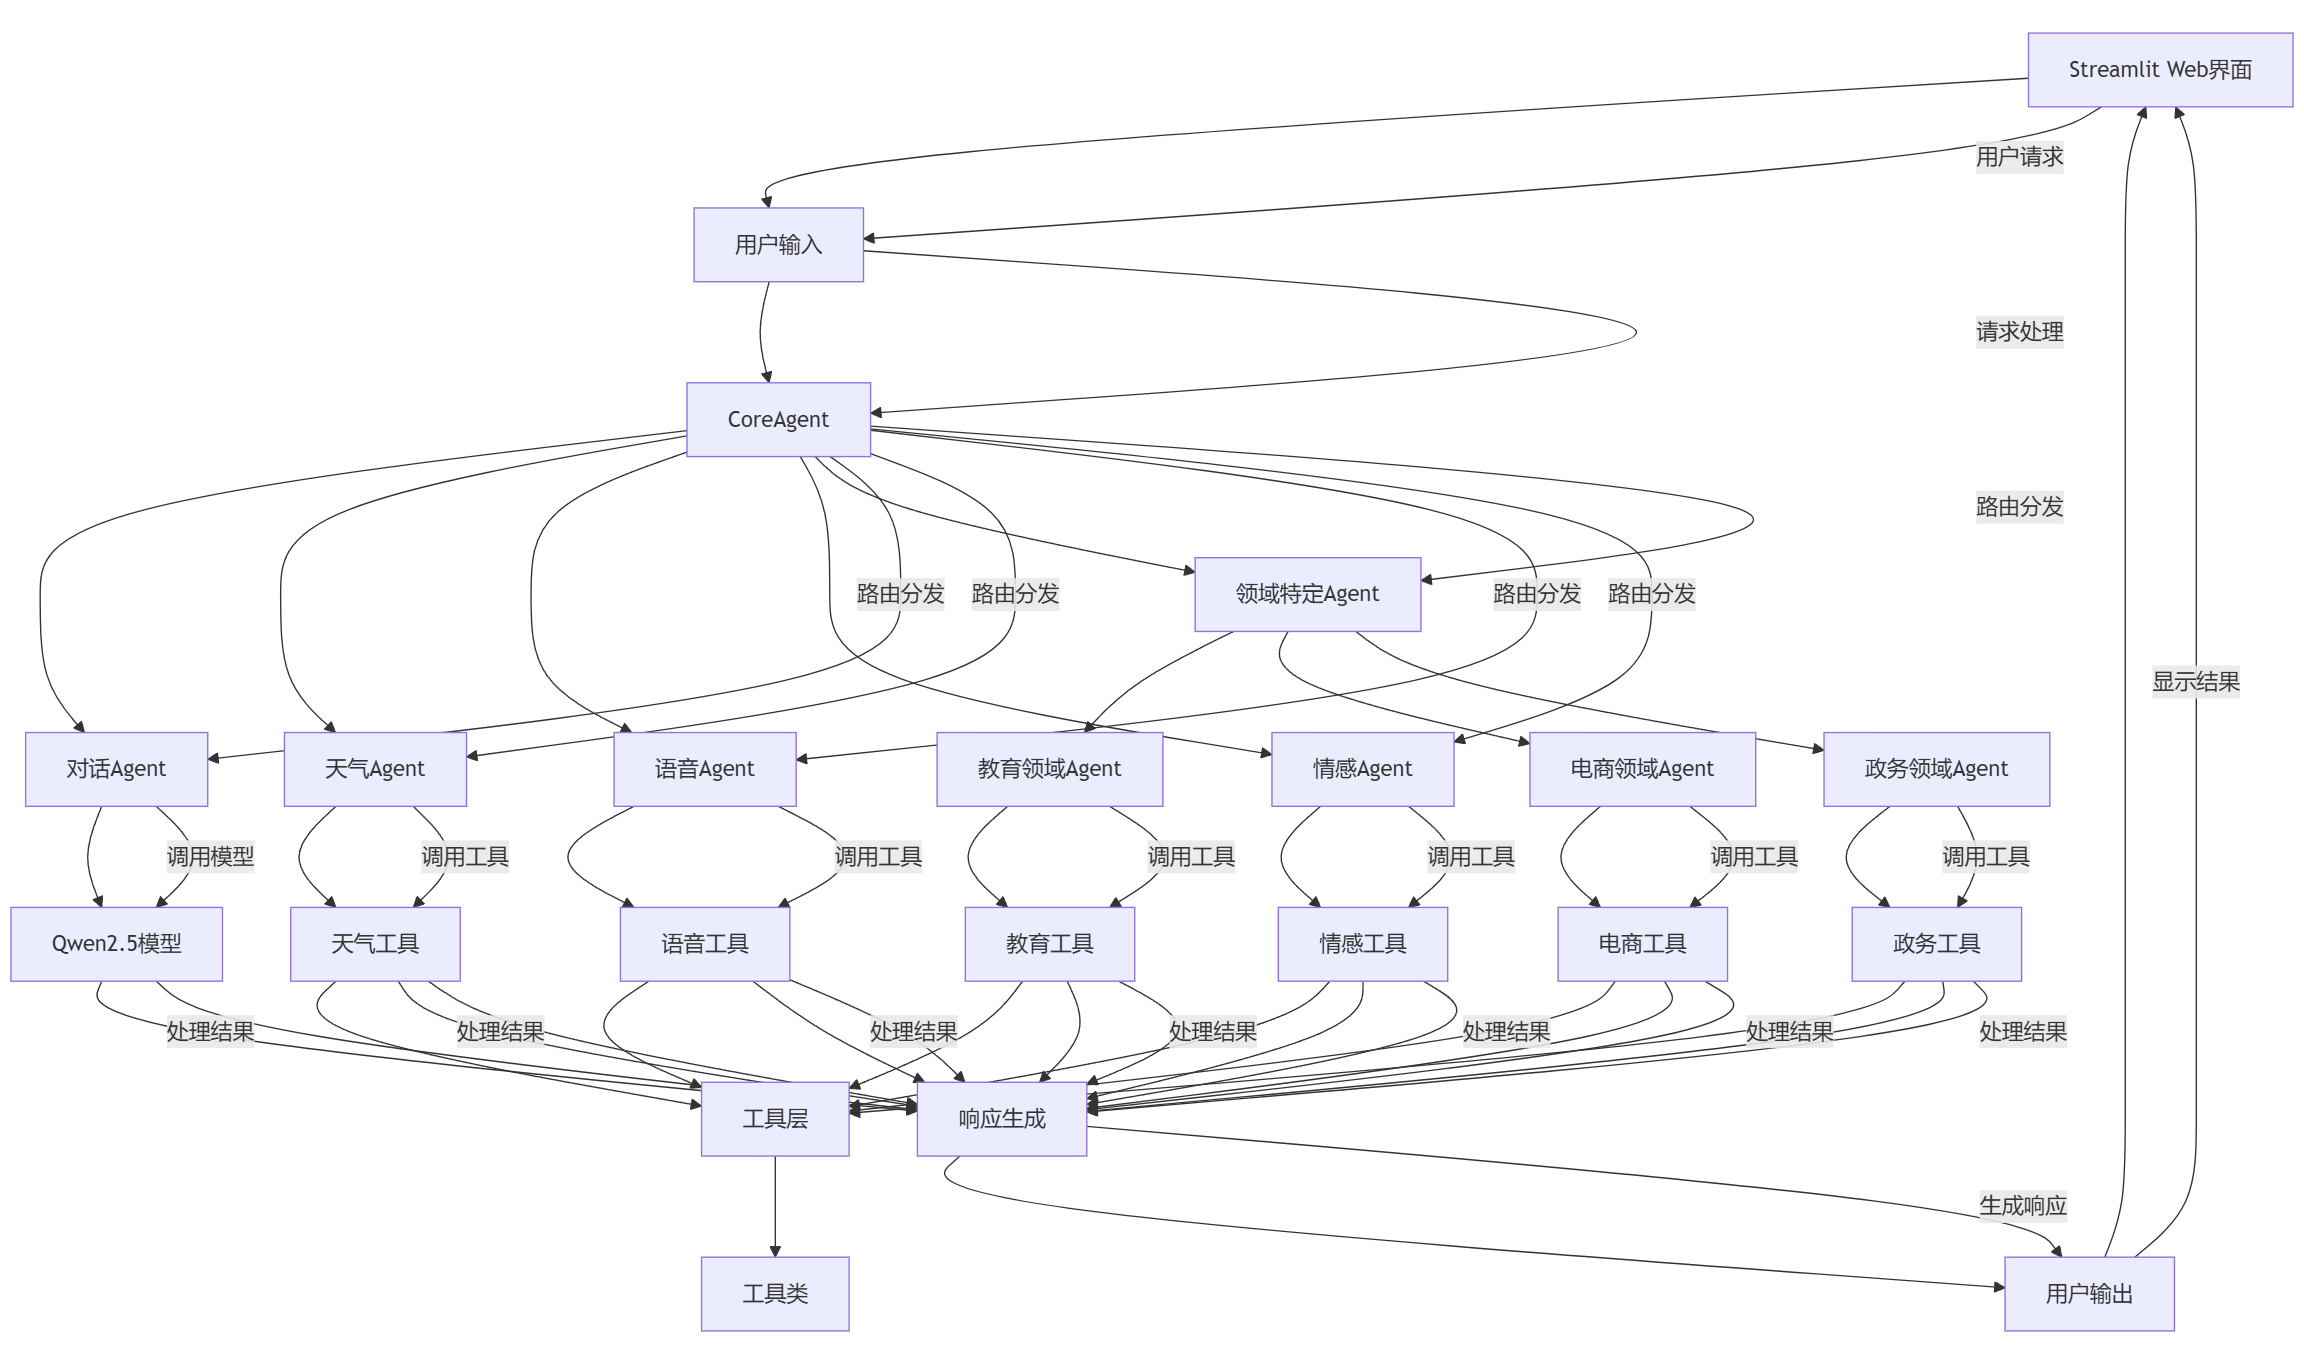 Streamlit Web界面
用户请求
用户输入
请求处理
CoreAgent
路由分发
路由分发
路由分发
领域特定Agent
路由分发
路由分发
显示结果
对话Agent
天气Agent
语音Agent
教育领域Agent
情感Agent
电商领域Agent
政务领域Agent
调用模型
调用工具
调用工具
调用工具
调用工具
调用工具
调用工具
Qwen2.5模型
天气工具
语音工具
教育工具
情感工具
电商工具
政务工具
处理结果
处理结果
处理结果
处理结果
处理结果
处理结果
处理结果
工具层
响应生成
生成响应
工具类
用户输出